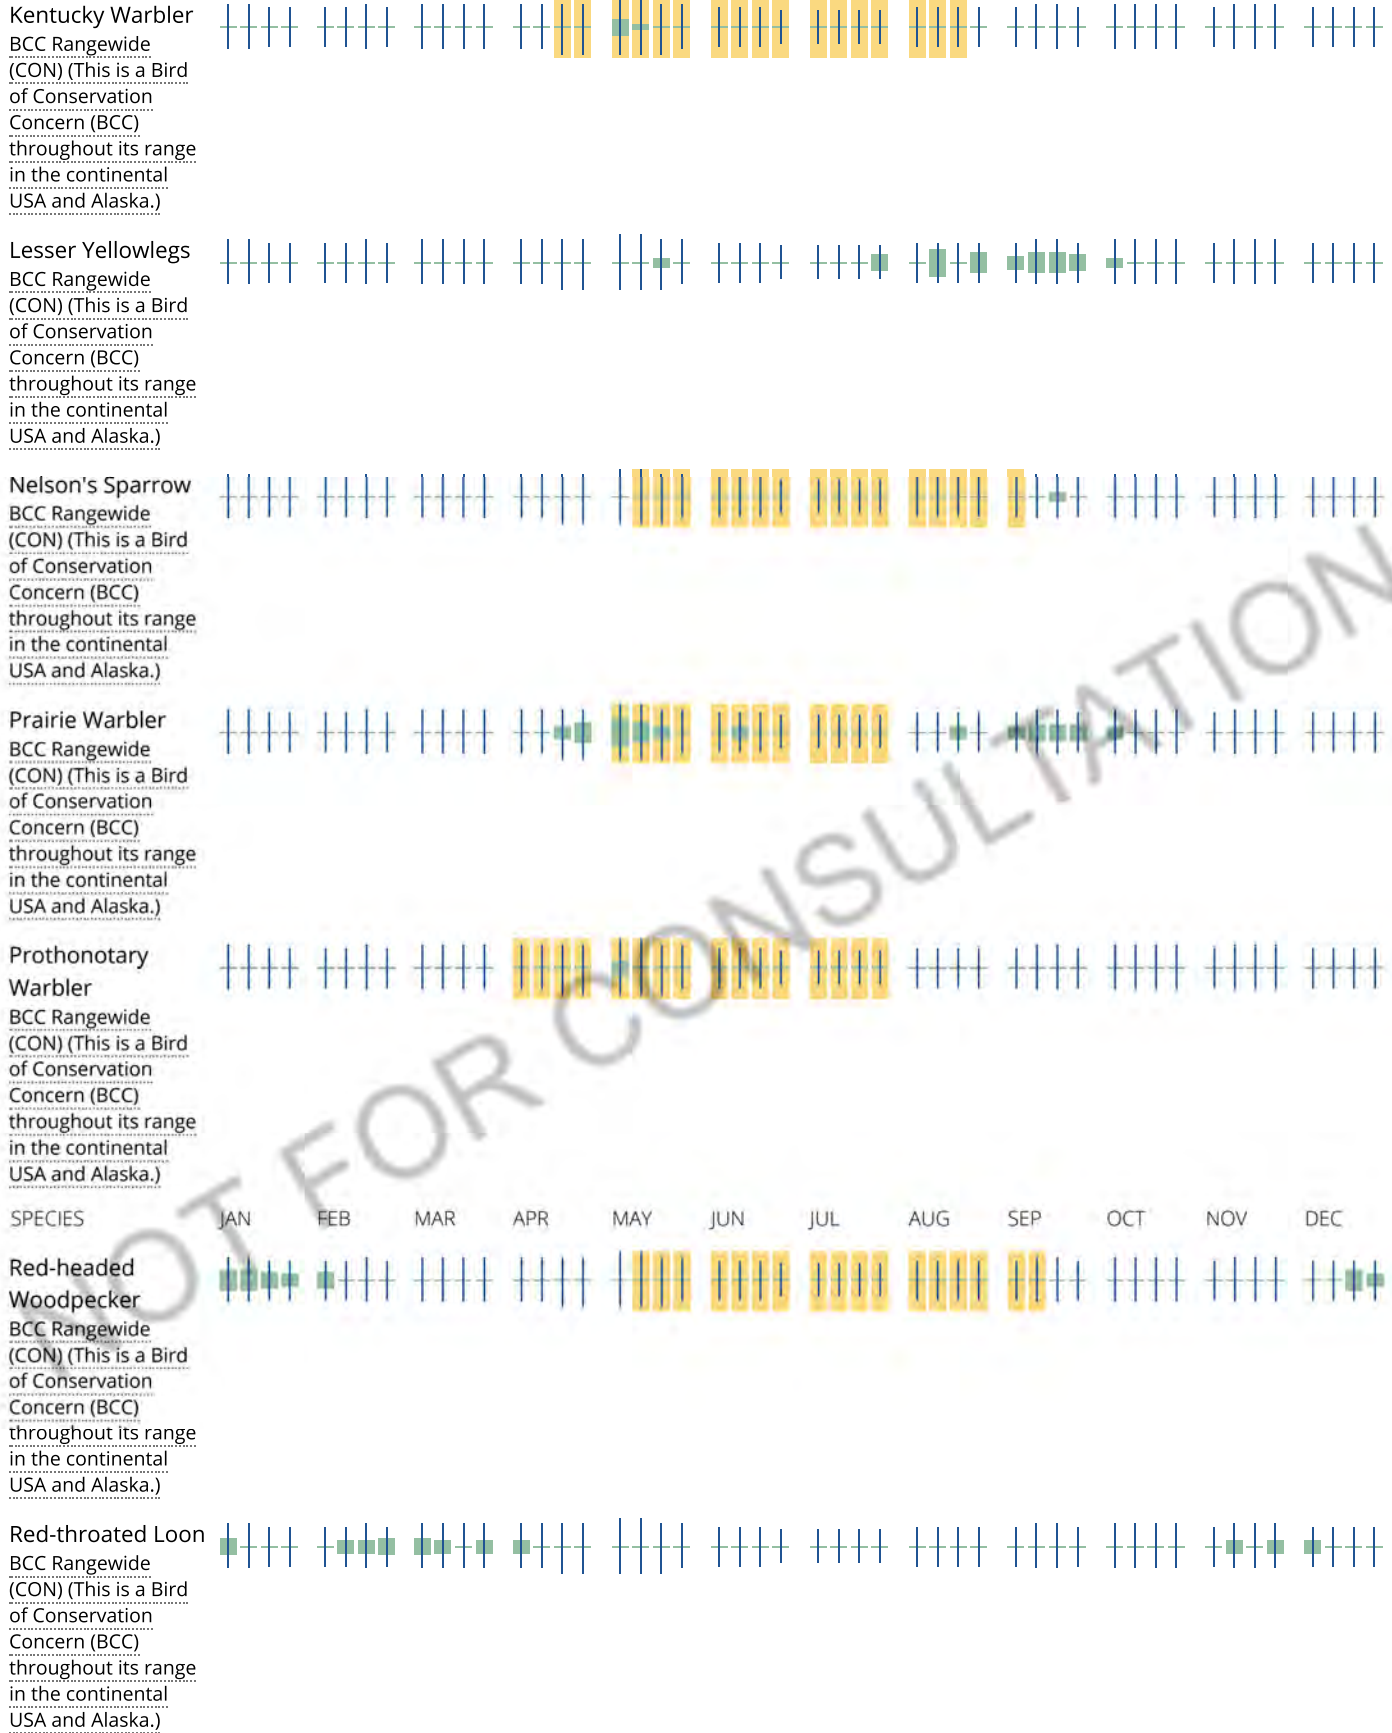 Kentucky Warbler
BCC Rangewide
(CON) (This is a Bird
of Conservation
Concern (BCC)
throughout its range
in the continental
USA and Alaska.)
Lesser Yellowlegs
BCC Rangewide
(CON) (This is a Bird
of Conservation
Concern (BCC)
throughout its range
in the continental
USA and Alaska.)
Nelson's Sparrow
BCC Rangewide
(CON) (This is a Bird
of Conservation
Concern (BCC)
throughout its range
in the continental
USA and Alaska.)
Prairie Warbler
BCC Rangewide
(CON) (This is a Bird
of Conservation
Concern (BCC)
throughout its range
in the continental
USA and Alaska.)
Prothonotary
Warbler
BCC Rangewide
(CON) (This is a Bird
of Conservation
Concern (BCC)
throughout its range
in the continental
USA and Alaska.)
SPECIES JAN FEB MAR APR MAY JUN JUL AUG SEP OCT NOV DEC
Red-headed
Woodpecker
BCC Rangewide
(CON) (This is a Bird
of Conservation
Concern (BCC)
throughout its range
in the continental
USA and Alaska.)
Red-throated Loon
BCC Rangewide
(CON) (This is a Bird
of Conservation
Concern (BCC)
throughout its range
in the continental
USA and Alaska.)
NOT FOR CONSULTATION